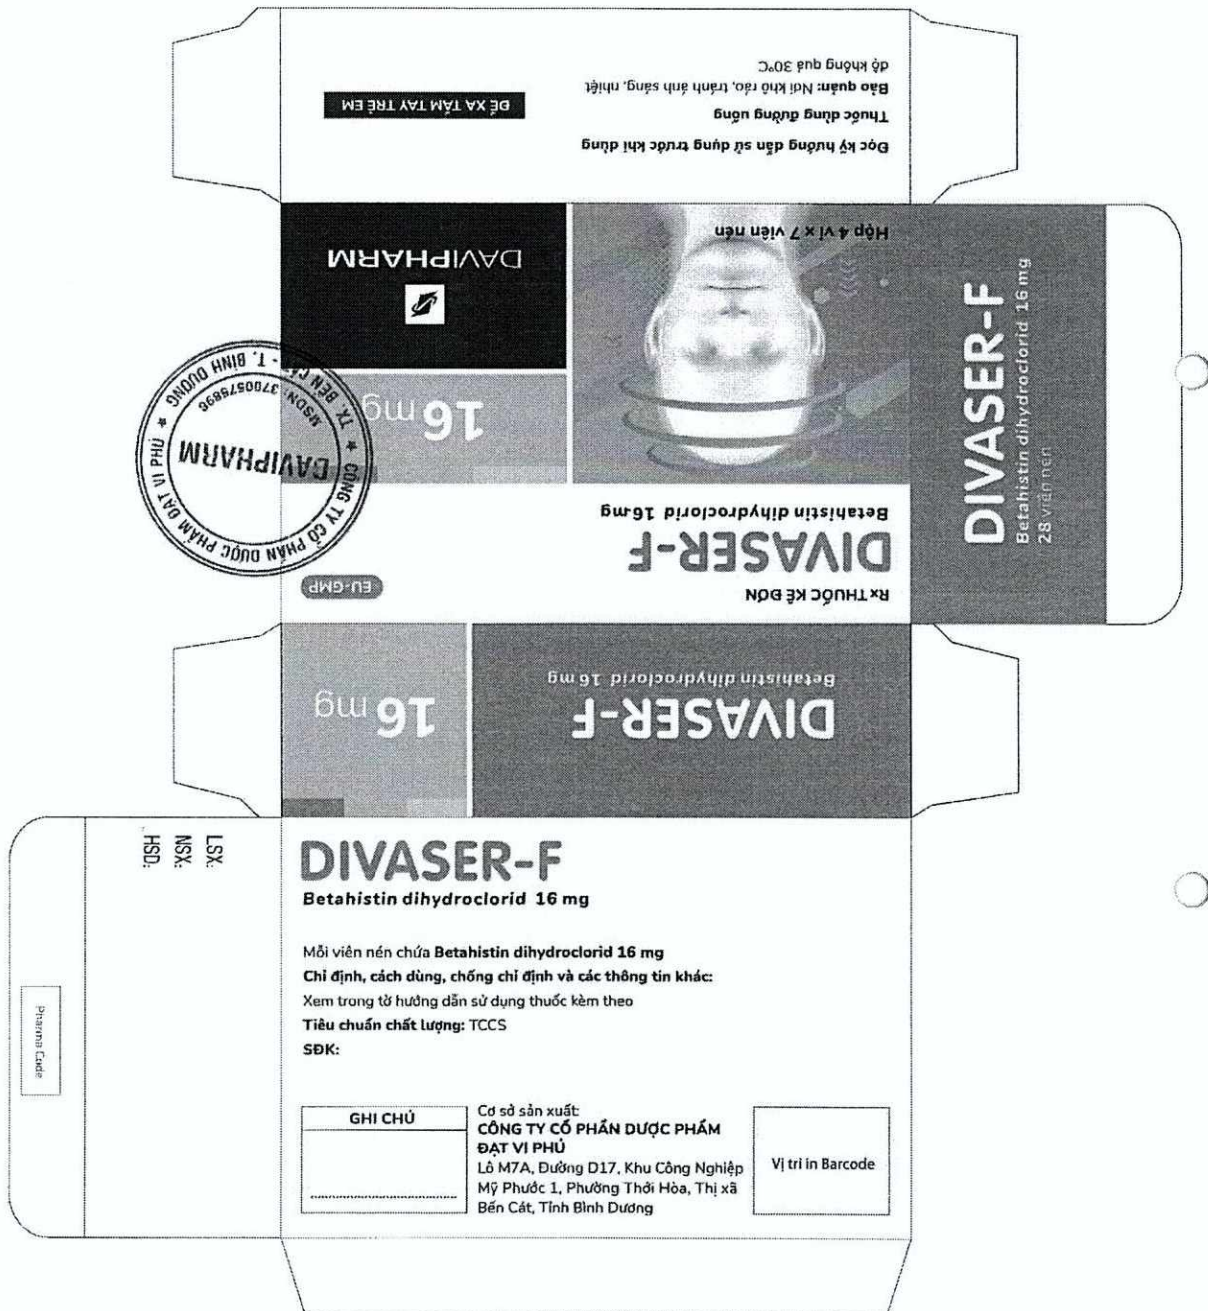 Đọc kỹ hướng dẫn sử dụng trước khi dùng
Thuốc dùng đường uống
Bảo quản: Nơi khô ráo, tránh ánh sáng, nhiệt
độ không quá 30°C
ĐỂ XA TẦM TAY TRẺ EM
Rx THUỐC KÊ ĐƠN
EU-GMP
DIVASER-F
Betahistin dihydroclorid 16 mg
16 mg
Hộp 4 vỉ x 7 viên nén
DAVIPHARM
CÔNG TY CỔ PHẦN DƯỢC PHẨM ĐẠT VI PHÚ
TX. BẾN CÁT - T. BÌNH DƯƠNG
MSDN: 3700575896
DAVIPHARM
DIVASER-F
Betahistin dihydroclorid 16 mg
28 viên nén
DIVASER-F
Betahistin dihydroclorid 16 mg
16 mg
LSX:
NSX:
HSD:
Pharma Code
DIVASER-F
Betahistin dihydroclorid 16 mg
Mỗi viên nén chứa Betahistin dihydroclorid 16 mg
Chỉ định, cách dùng, chống chỉ định và các thông tin khác:
Xem trong tờ hướng dẫn sử dụng thuốc kèm theo
Tiêu chuẩn chất lượng: TCCS
SĐK:
GHI CHÚ
Cơ sở sản xuất:
CÔNG TY CỔ PHẦN DƯỢC PHẨM
ĐẠT VI PHÚ
Lô M7A, Đường D17, Khu Công Nghiệp
Mỹ Phước 1, Phường Thới Hòa, Thị xã
Bến Cát, Tỉnh Bình Dương
Vị trí in Barcode